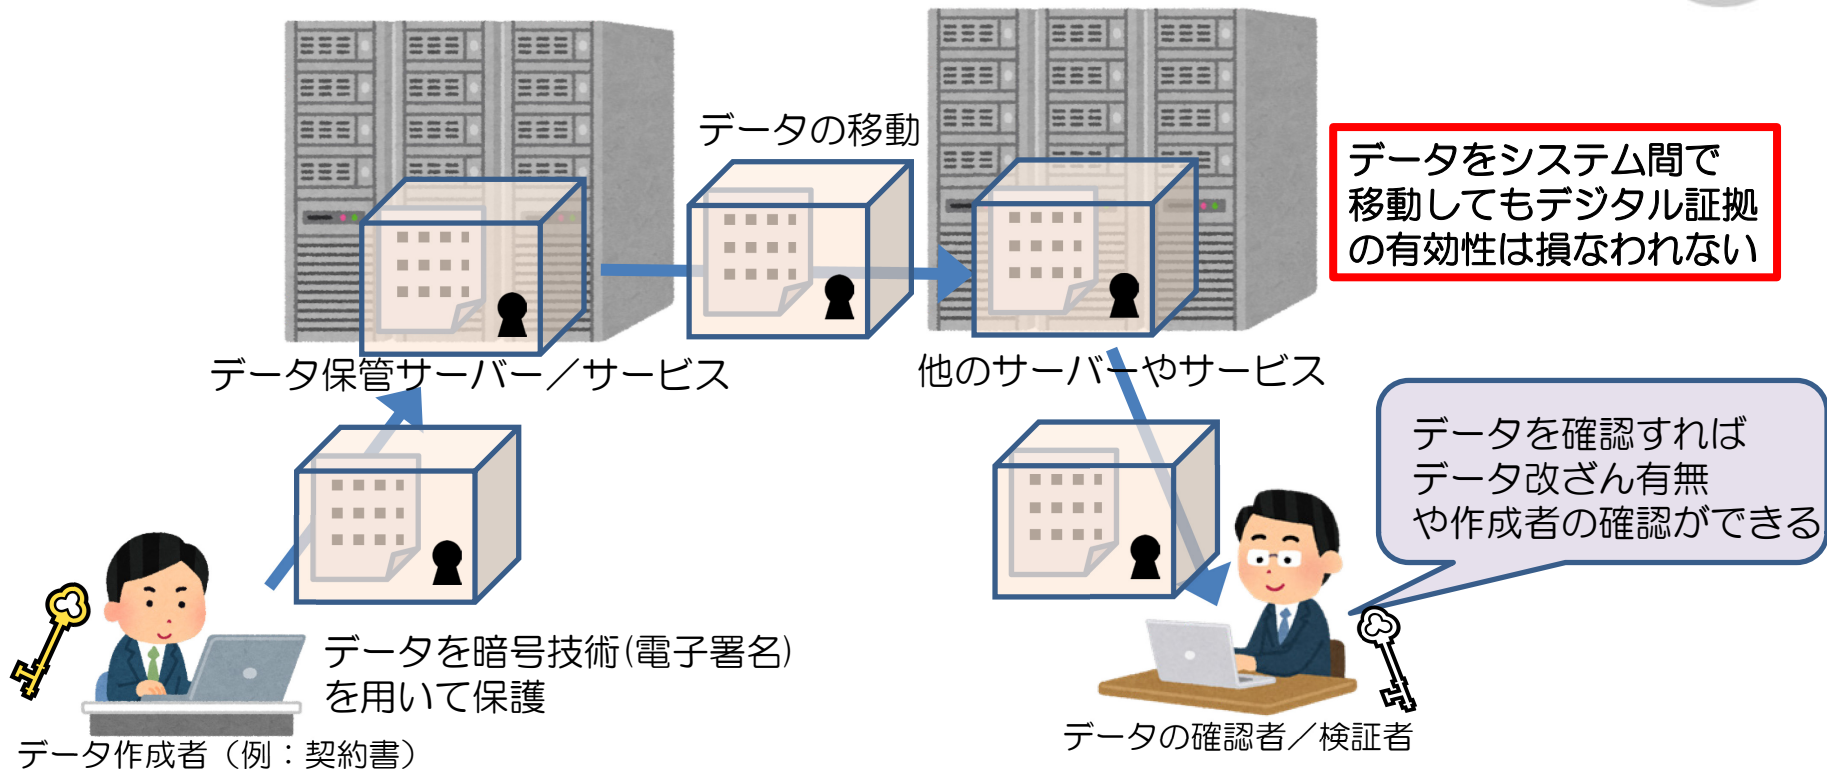 データの移動
データをシステム間で
移動してもデジタル証拠
の有効性は損なわれない
データ保管サーバー／サービス
他のサーバーやサービス
データを確認すれば
データ改ざん有無
や作成者の確認ができる
データを暗号技術(電子署名)
を用いて保護
データ作成者（例：契約書）
データの確認者／検証者